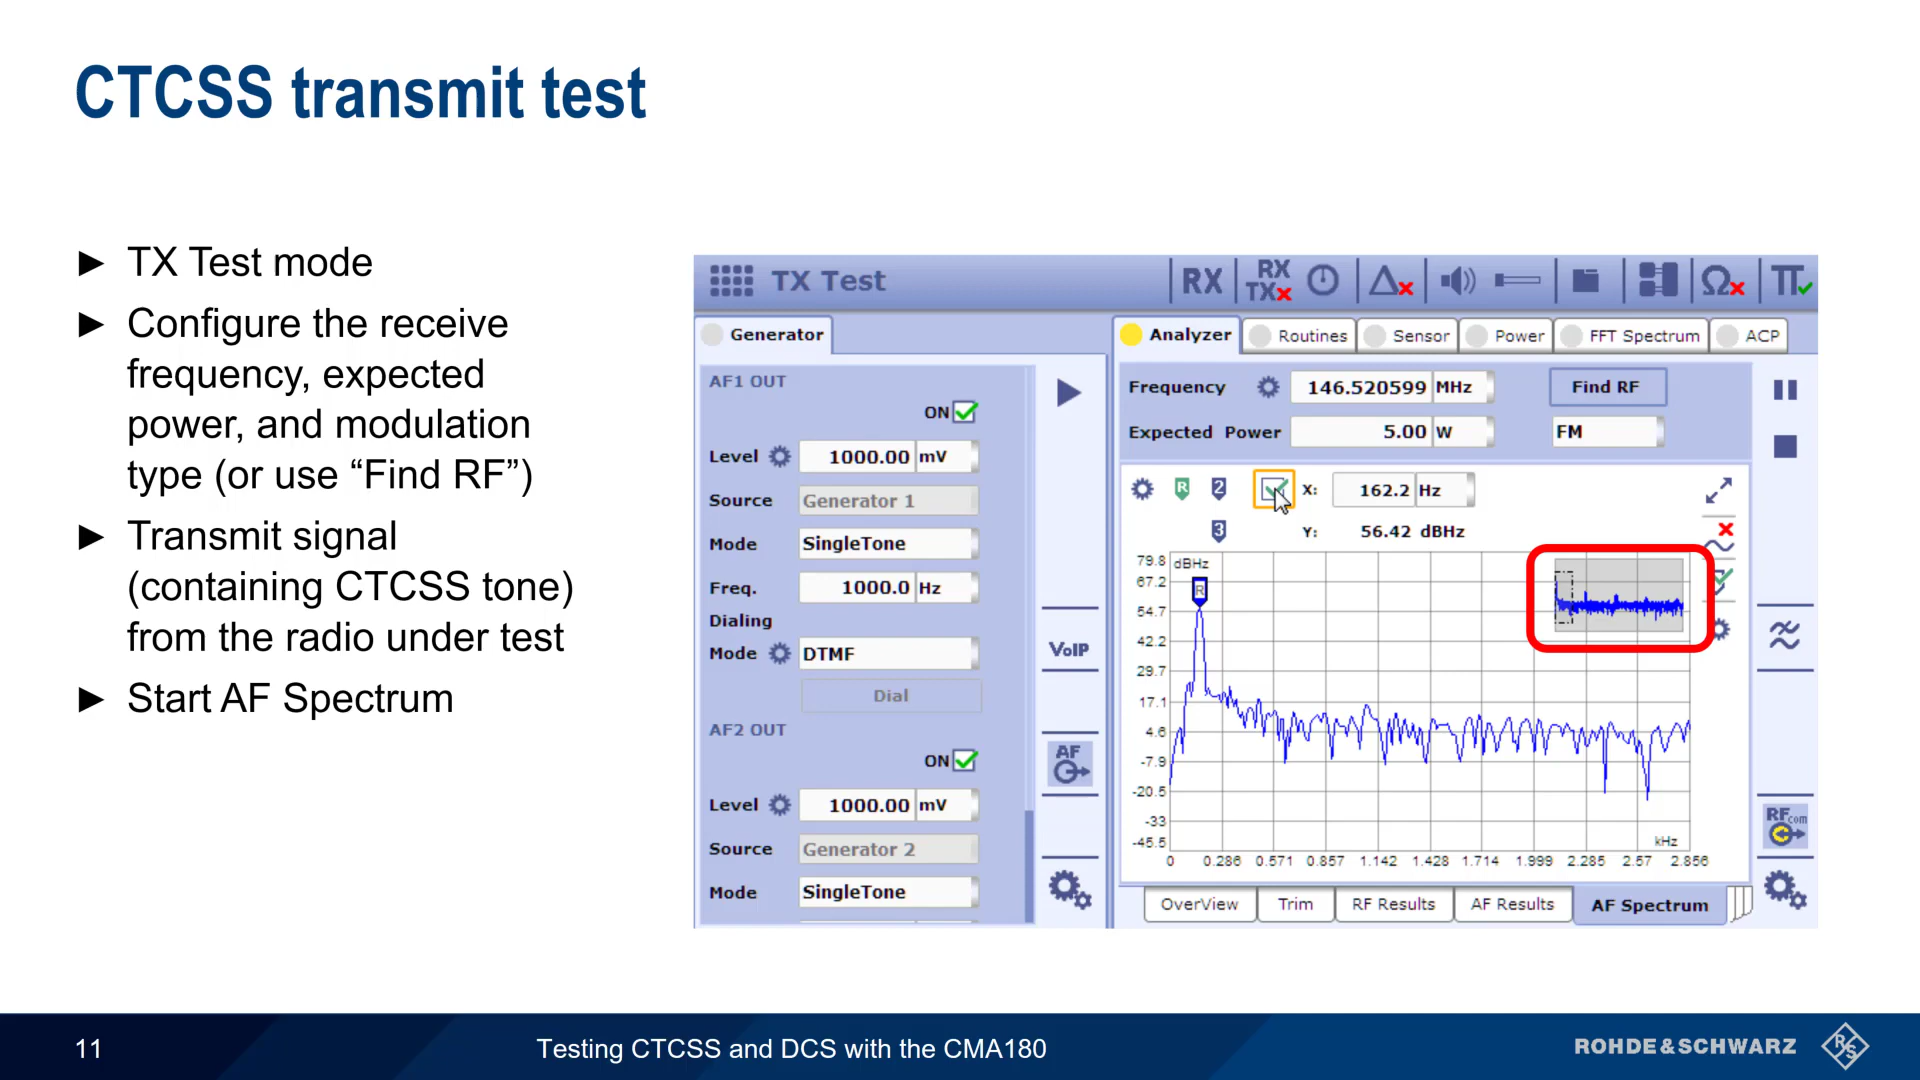 CTCSS transmit test
► TX Test mode
► Configure the receive
frequency, expected
power, and modulation
type (or use “Find RF”)
► Transmit signal
(containing CTCSS tone)
from the radio under test
► Start AF Spectrum
TX Test
RX
RX
TX
Generator
AF1 OUT
ON
Level 1000.00 mV
Source Generator 1
Mode SingleTone
Freq. 1000.0 Hz
Dialing
Mode DTMF
Dial
AF2 OUT
ON
Level 1000.00 mV
Source Generator 2
Mode SingleTone
VoIP
AF
Analyzer Routines Sensor Power FFT Spectrum ACP
Frequency 146.520599 MHz Find RF
Expected Power 5.00 W FM
R 2 X: 162.2 Hz
3 Y: 56.42 dBHz
79.8 dBHz
67.2
R
54.7
42.2
29.7
17.1
4.6
-7.9
-20.5
-33
-45.5 kHz
0 0.286 0.571 0.857 1.142 1.428 1.714 1.999 2.285 2.57 2.856
RF com
OverView Trim RF Results AF Results AF Spectrum
11
Testing CTCSS and DCS with the CMA180
ROHDE&SCHWARZ
R S